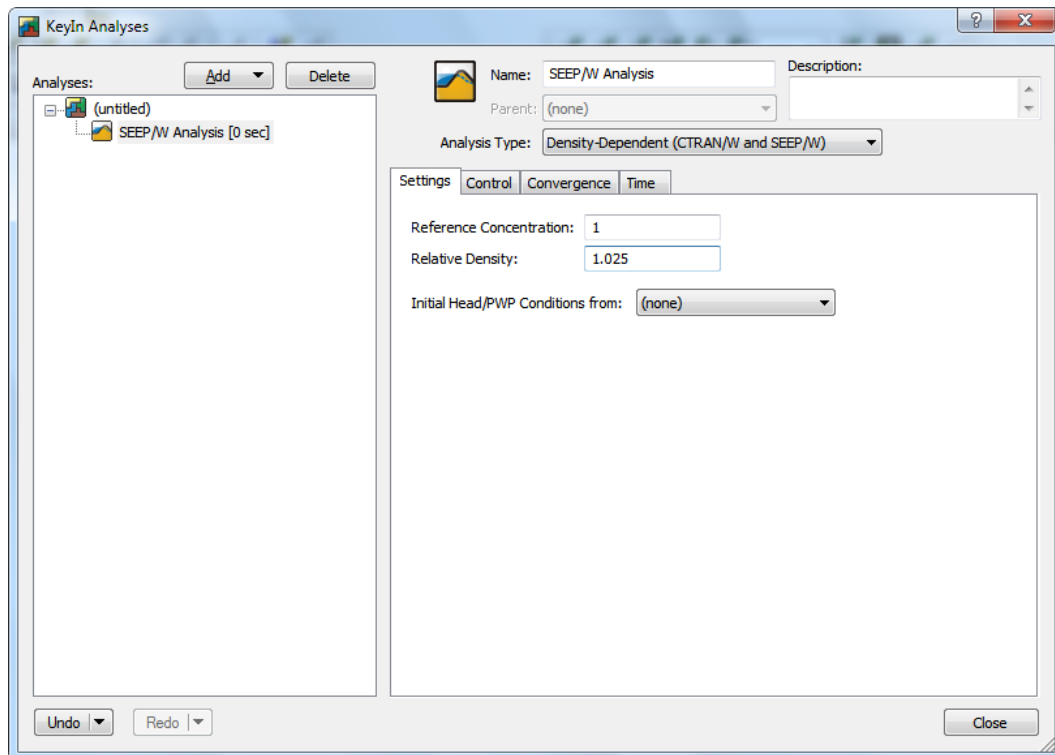 KeyIn Analyses
Analyses:
Add
Delete
(untitled)
SEEP/W Analysis [0 sec]
Name: SEEP/W Analysis
Description:
Parent: (none)
Analysis Type: Density-Dependent (CTRAN/W and SEEP/W)
Settings Control Convergence Time
Reference Concentration: 1
Relative Density: 1.025
Initial Head/PWP Conditions from: (none)
Undo
Redo
Close